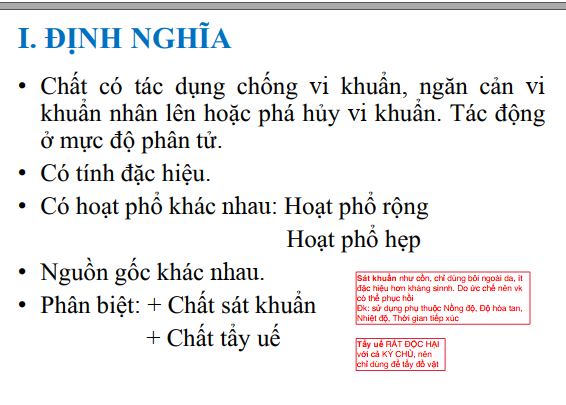 I. ĐỊNH NGHĨA
• Chất có tác dụng chống vi khuẩn, ngăn cản vi
khuẩn nhân lên hoặc phá hủy vi khuẩn. Tác động
ở mực độ phân tử.
• Có tính đặc hiệu.
• Có hoạt phổ khác nhau: Hoạt phổ rộng
Hoạt phổ hẹp
• Nguồn gốc khác nhau.
• Phân biệt: + Chất sát khuẩn
+ Chất tẩy uế
Sát khuẩn như cồn, chỉ dùng bôi ngoài da, ít
đặc hiệu hơn kháng sinnh. Do ức chế nên vk
có thể phục hồi
Đk: sử dụng phụ thuộc Nồng độ, Độ hòa tan,
Nhiệt độ, Thời gian tiếp xúc
Tẩy uế RẤT ĐỘC HẠI
với cả KÝ CHỦ, nên
chỉ dùng để tẩy đồ vật